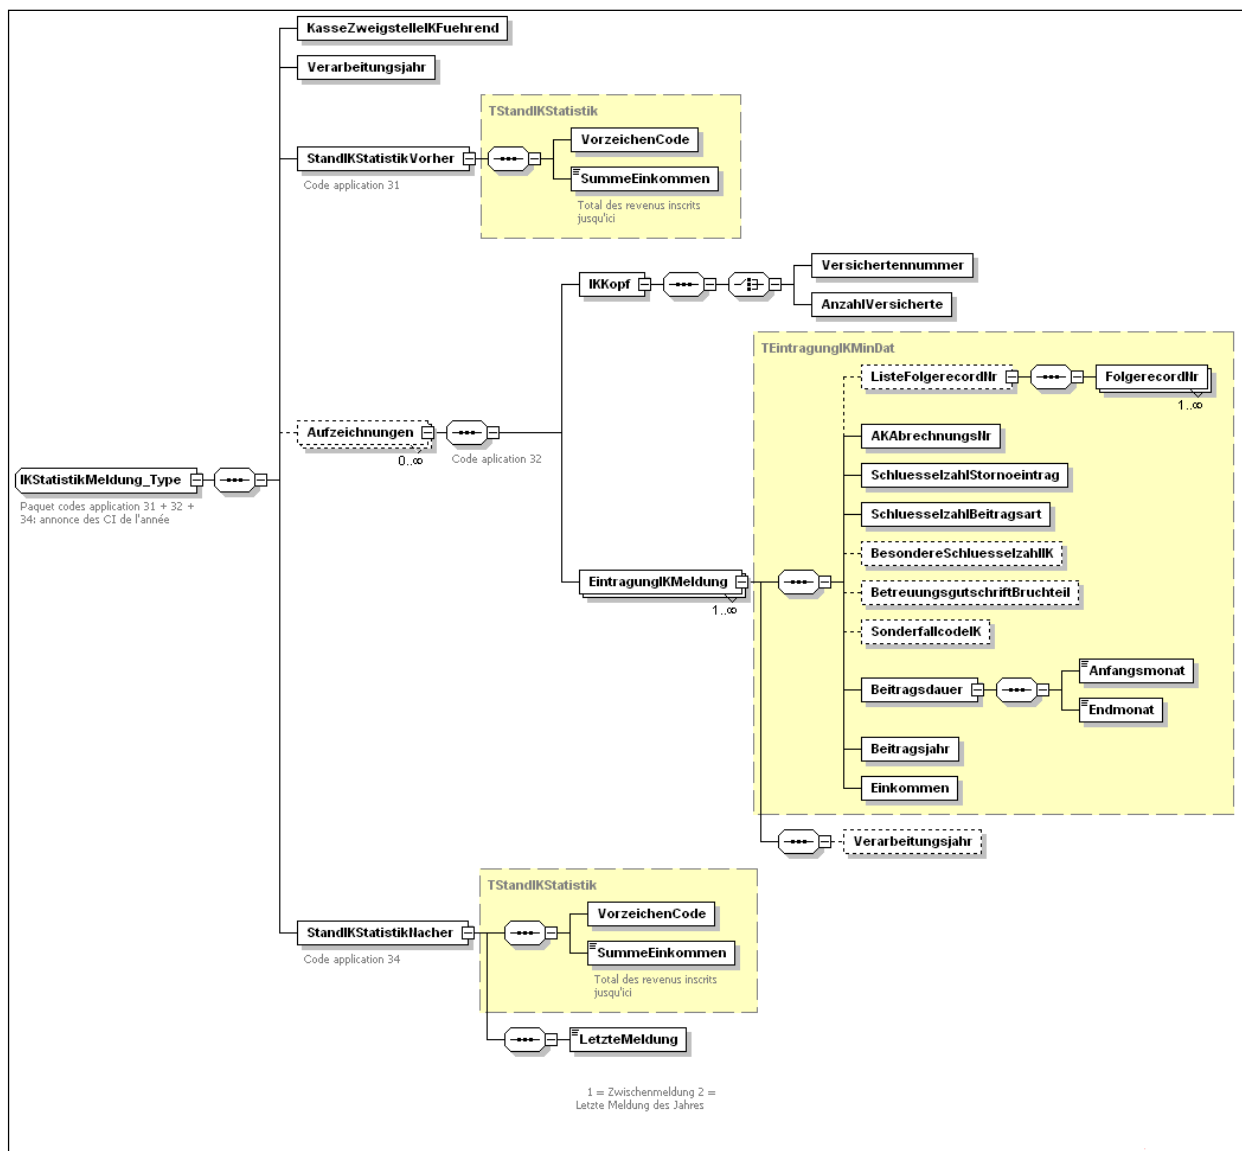 KasseZweigstelleIKFuehrend
Verarbeitungsjahr
TStandIKStatistik
VorzeichenCode
StandIKStatistikVorher
SummeEinkommen
Code application 31
Total des revenus inscrits
jusqu'ici
IKKopf
Versichertennummer
AnzahlVersicherte
TEintragungIKMinDat
ListeFolgerecordNr
FolgerecordNr
1..∞
Aufzeichnungen
0..∞
Code aplication 32
AKAbrechnungsNr
IKStatistikMeldung_Type
Paquet codes application 31 + 32 +
34: annonce des CI de l'année
SchluesselzahlStornoeintrag
SchluesselzahlBeitragsart
BesondereSchluesselzahlIK
EintragungIKMeldung
1..∞
BetreuungsgutschriftBruchteil
SonderfallcodeIK
Beitragsdauer
Anfangsmonat
Endmonat
Beitragsjahr
Einkommen
Verarbeitungsjahr
TStandIKStatistik
VorzeichenCode
StandIKStatistikNacher
SummeEinkommen
Code application 34
Total des revenus inscrits
jusqu'ici
LetzteMeldung
1 = Zwischenmeldung 2 =
Letzte Meldung des Jahres